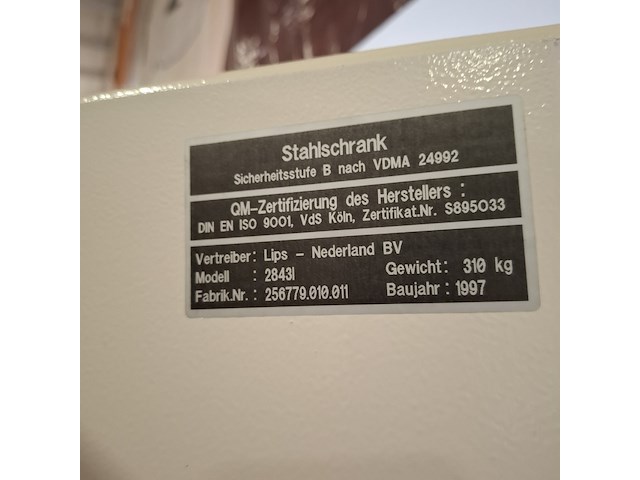 Stahlschrank
Sicherheitsstufe B nach VDMA 24992
QM-Zertifizierung des Herstellers :
DIN EN ISO 9001, VdS Köln, Zertifikat.Nr. S895033
Vertreiber: Lips - Nederland BV
Modell : 2843I Gewicht: 310 kg
Fabrik.Nr.: 256779.010.011 Baujahr: 1997